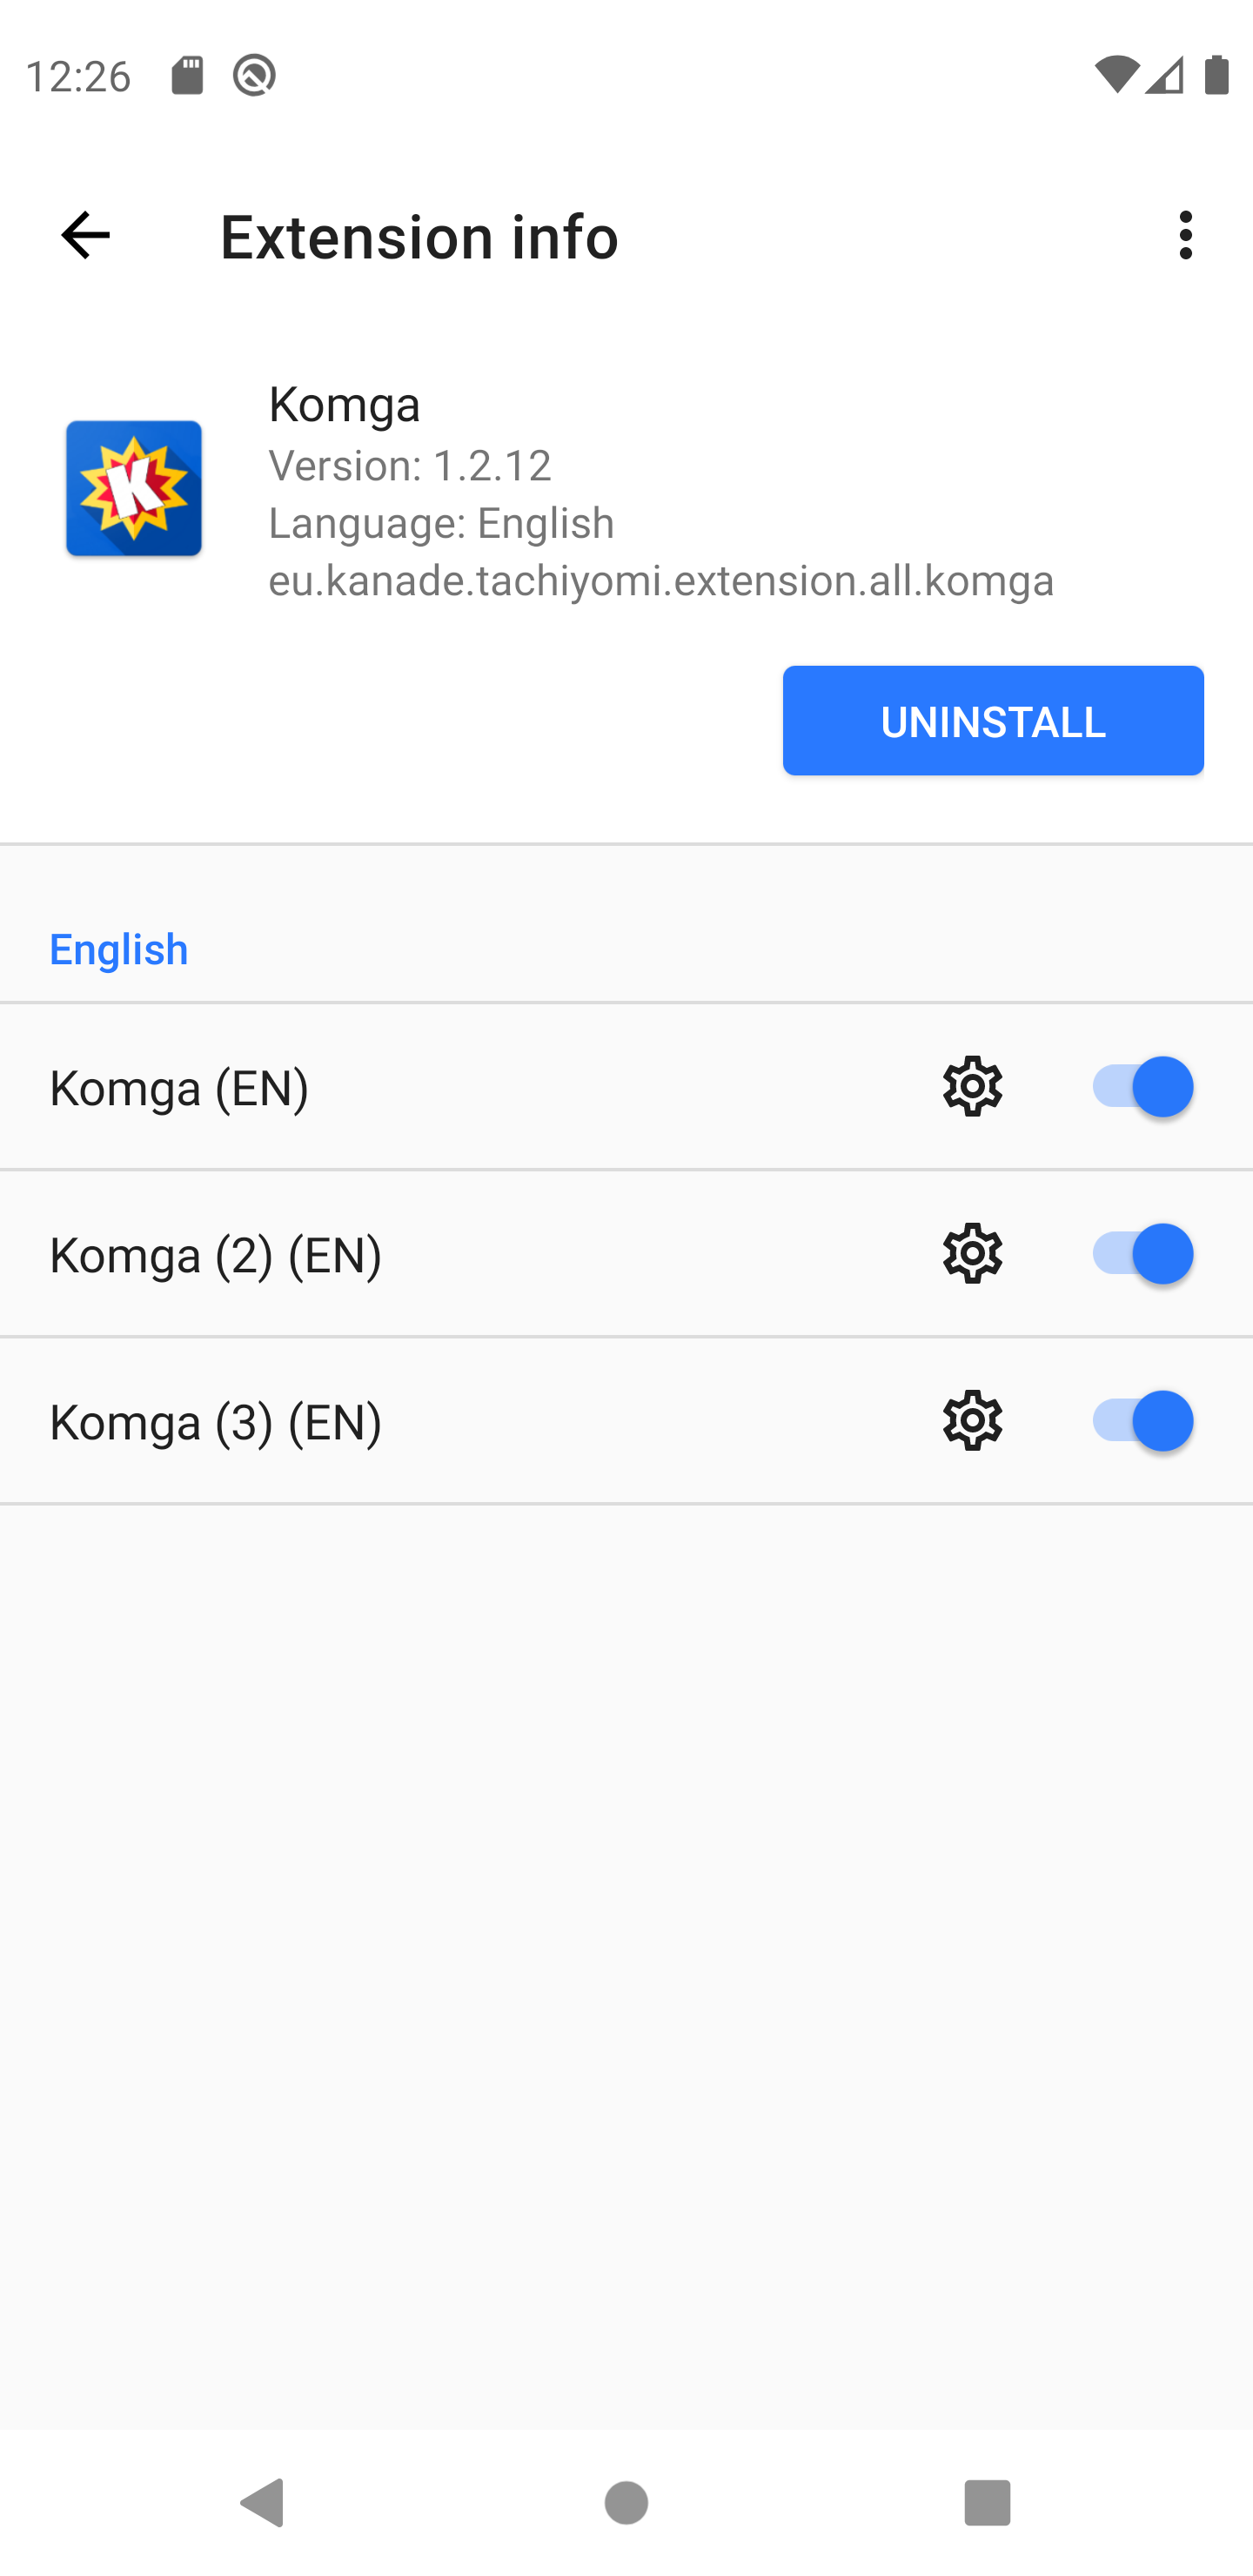 12:26
Extension info
K
Komga
Version: 1.2.12
Language: English
eu.kanade.tachiyomi.extension.all.komga
UNINSTALL
English
Komga (EN)
Komga (2) (EN)
Komga (3) (EN)